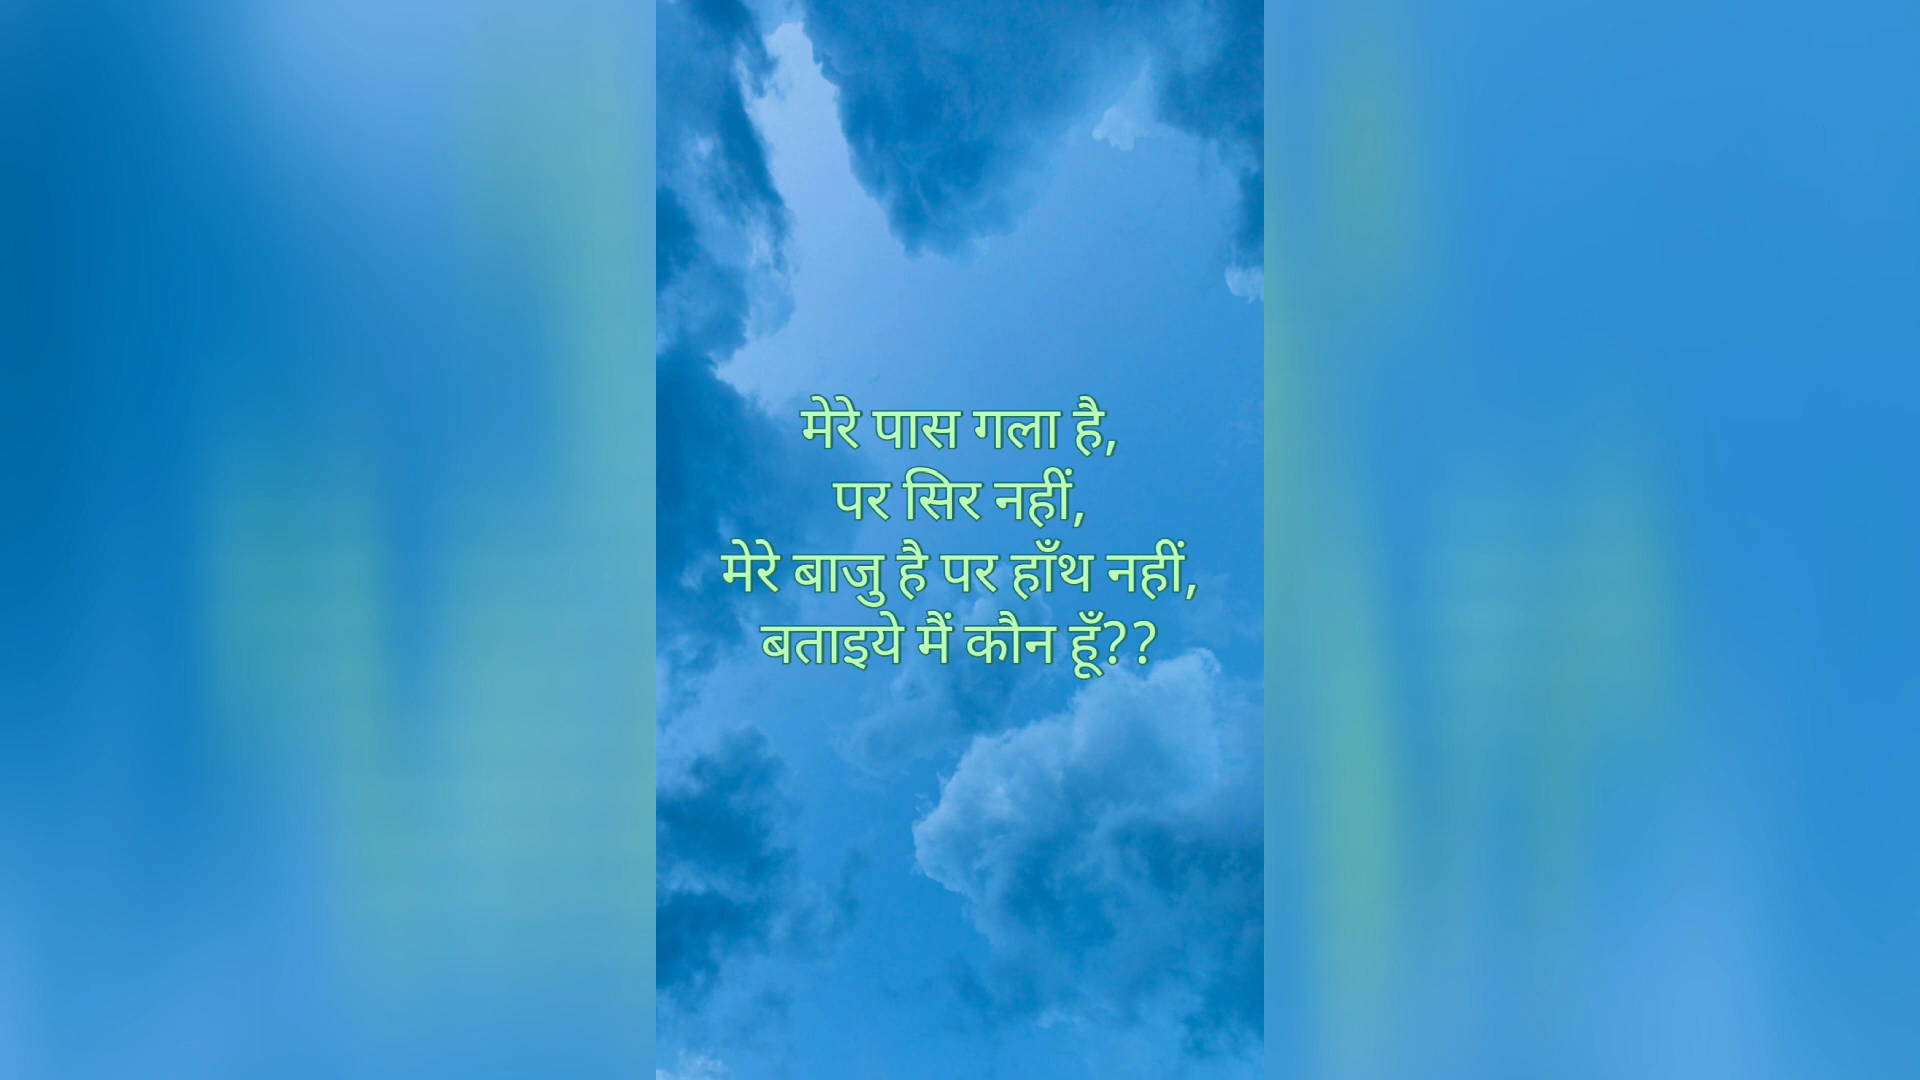 मेरे पास गला है,
पर सिर नहीं,
मेरे बाजु है पर हाँथ नहीं,
बताइये मैं कौन हूँ??